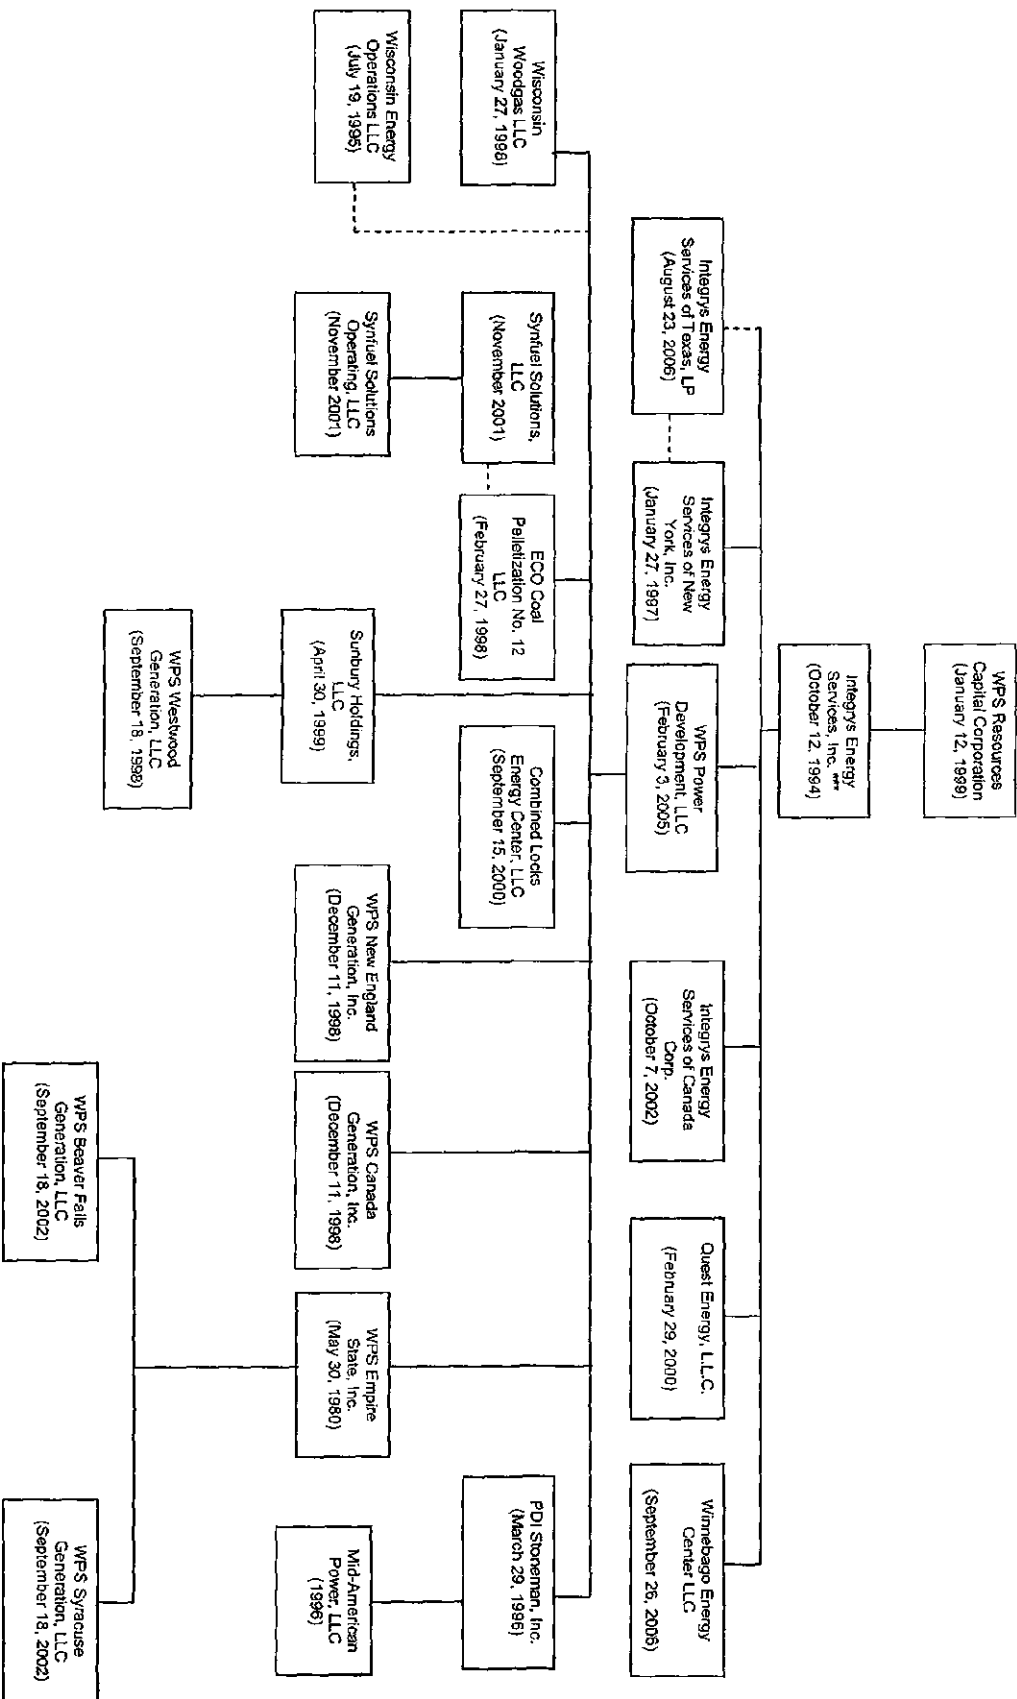 WPS Resources
Capital Corporation
(January 12, 1999)
Integrys Energy
Services, Inc. ###
(October 12, 1994)
Integrys Energy
Services of Texas, LP
(August 23, 2006)
Integrys Energy
Services of New
York, Inc.
(January 27, 1997)
WPS Power
Development, LLC
(February 3, 2005)
Integrys Energy
Services of Canada
Corp.
(October 7, 2002)
Quest Energy, L.L.C.
(February 29, 2000)
Winnebago Energy
Center LLC
(September 26, 2006)
Wisconsin
Woodgas LLC
(January 27, 1998)
Synfuel Solutions,
LLC
(November 2001)
ECO Coal
Pelletization No. 12
LLC
(February 27, 1998)
Combined Locks
Energy Center, LLC
(September 15, 2000)
PDI Stoneman, Inc.
(March 29, 1996)
Wisconsin Energy
Operations LLC
(July 19, 1995)
Synfuel Solutions
Operating, LLC
(November 2001)
Sunbury Holdings,
LLC
(April 30, 1999)
WPS New England
Generation, Inc.
(December 11, 1998)
WPS Canada
Generation, Inc.
(December 11, 1998)
WPS Empire
State, Inc.
(May 30, 1980)
Mid-American
Power, LLC
(1996)
WPS Westwood
Generation, LLC
(September 18, 1998)
WPS Beaver Falls
Generation, LLC
(September 18, 2002)
WPS Syracuse
Generation, LLC
(September 18, 2002)